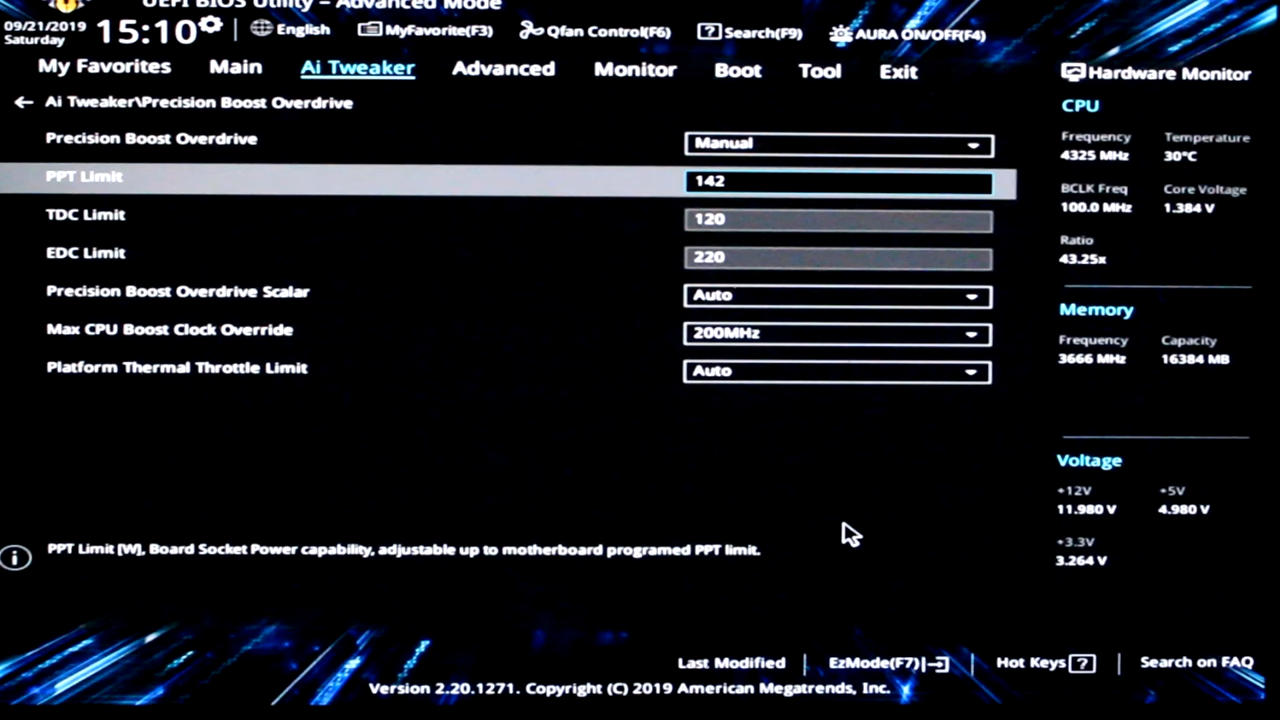 UEFI BIOS Utility – Advanced Mode
09/21/2019
Saturday
15:10
English
MyFavorite(F3)
Qfan Control(F6)
? Search(F9)
AURA ON/OFF(F4)
My Favorites
Main
Ai Tweaker
Advanced
Monitor
Boot
Tool
Exit
Hardware Monitor
← Ai Tweaker\Precision Boost Overdrive
Precision Boost Overdrive
Manual
PPT Limit
142
TDC Limit
120
EDC Limit
220
Precision Boost Overdrive Scalar
Auto
Max CPU Boost Clock Override
200MHz
Platform Thermal Throttle Limit
Auto
CPU
Frequency Temperature
4325 MHz 30°C
BCLK Freq Core Voltage
100.0 MHz 1.384 V
Ratio
43.25x
Memory
Frequency Capacity
3666 MHz 16384 MB
Voltage
+12V +5V
11.980 V 4.980 V
+3.3V
3.264 V
i PPT Limit [W], Board Socket Power capability, adjustable up to motherboard programed PPT limit.
Last Modified
EzMode(F7)
Hot Keys ?
Search on FAQ
Version 2.20.1271. Copyright (C) 2019 American Megatrends, Inc.